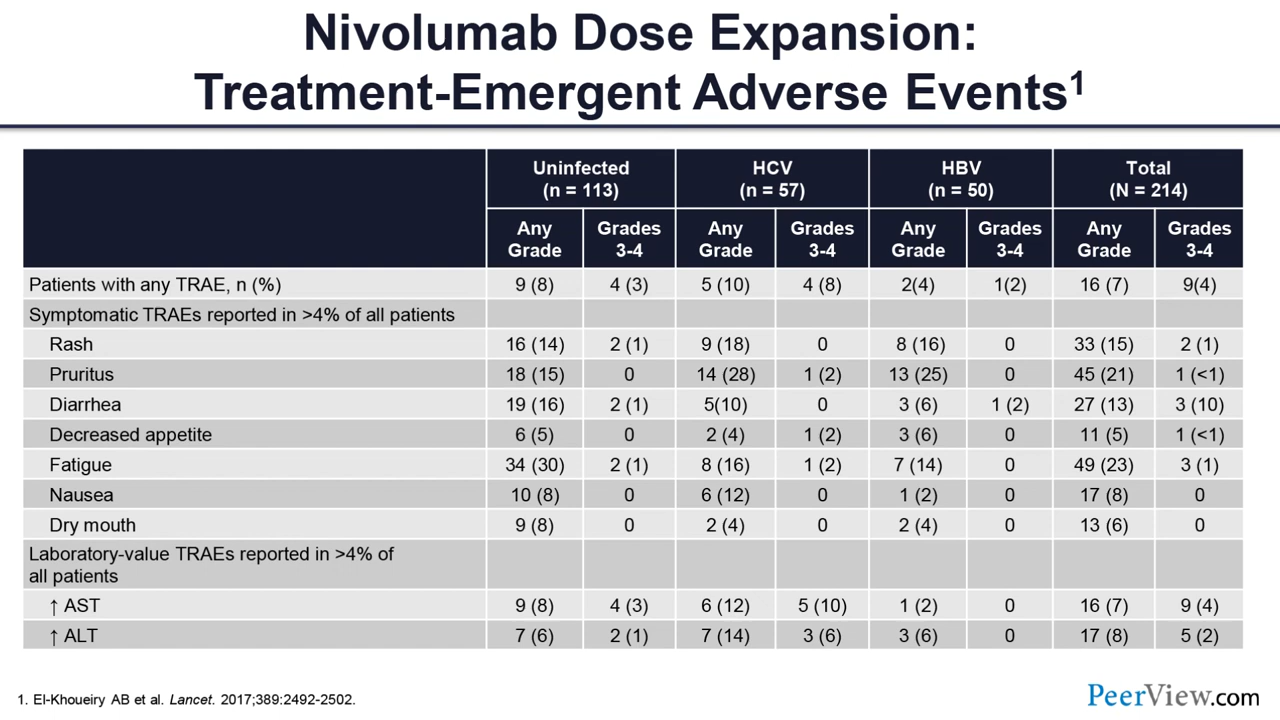 Nivolumab Dose Expansion:
Treatment-Emergent Adverse Events1
Uninfected (n = 113) HCV (n = 57) HBV (n = 50) Total (N = 214)
Any Grade Grades 3-4 Any Grade Grades 3-4 Any Grade Grades 3-4 Any Grade Grades 3-4
Patients with any TRAE, n (%) 9 (8) 4 (3) 5 (10) 4 (8) 2(4) 1(2) 16 (7) 9(4)
Symptomatic TRAEs reported in >4% of all patients
Rash 16 (14) 2 (1) 9 (18) 0 8 (16) 0 33 (15) 2 (1)
Pruritus 18 (15) 0 14 (28) 1 (2) 13 (25) 0 45 (21) 1 (<1)
Diarrhea 19 (16) 2 (1) 5(10) 0 3 (6) 1 (2) 27 (13) 3 (10)
Decreased appetite 6 (5) 0 2 (4) 1 (2) 3 (6) 0 11 (5) 1 (<1)
Fatigue 34 (30) 2 (1) 8 (16) 1 (2) 7 (14) 0 49 (23) 3 (1)
Nausea 10 (8) 0 6 (12) 0 1 (2) 0 17 (8) 0
Dry mouth 9 (8) 0 2 (4) 0 2 (4) 0 13 (6) 0
Laboratory-value TRAEs reported in >4% of
all patients
↑ AST 9 (8) 4 (3) 6 (12) 5 (10) 1 (2) 0 16 (7) 9 (4)
↑ ALT 7 (6) 2 (1) 7 (14) 3 (6) 3 (6) 0 17 (8) 5 (2)
1. El-Khoueiry AB et al. Lancet. 2017;389:2492-2502.
PeerView.com